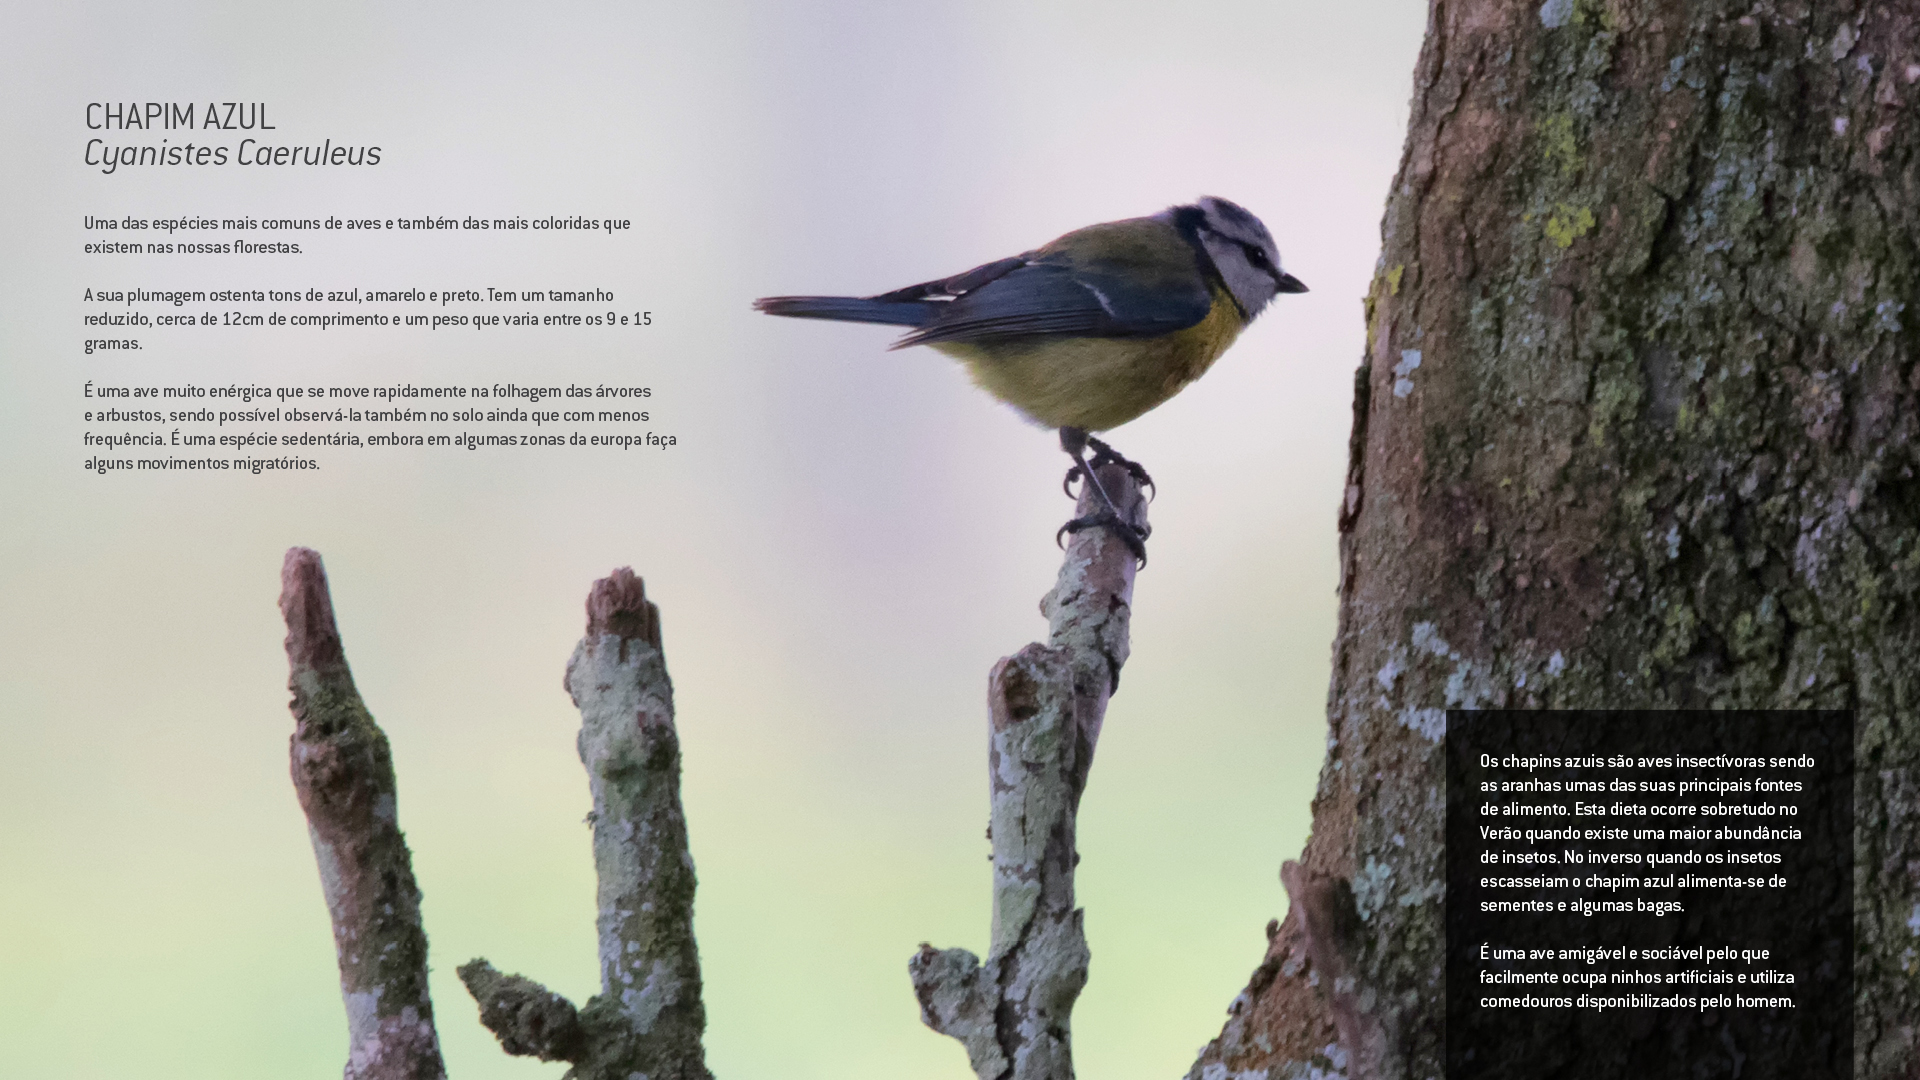 CHAPIM AZUL
Cyanistes Caeruleus
Uma das espécies mais comuns de aves e também das mais coloridas que
existem nas nossas florestas.
A sua plumagem ostenta tons de azul, amarelo e preto. Tem um tamanho
reduzido, cerca de 12cm de comprimento e um peso que varia entre os 9 e 15
gramas.
É uma ave muito enérgica que se move rapidamente na folhagem das árvores
e arbustos, sendo possível observá-la também no solo ainda que com menos
frequência. É uma espécie sedentária, embora em algumas zonas da europa faça
alguns movimentos migratórios.
Os chapins azuis são aves insectívoras sendo
as aranhas umas das suas principais fontes
de alimento. Esta dieta ocorre sobretudo no
Verão quando existe uma maior abundância
de insetos. No inverso quando os insetos
escasseiam o chapim azul alimenta-se de
sementes e algumas bagas.
É uma ave amigável e sociável pelo que
facilmente ocupa ninhos artificiais e utiliza
comedouros disponibilizados pelo homem.